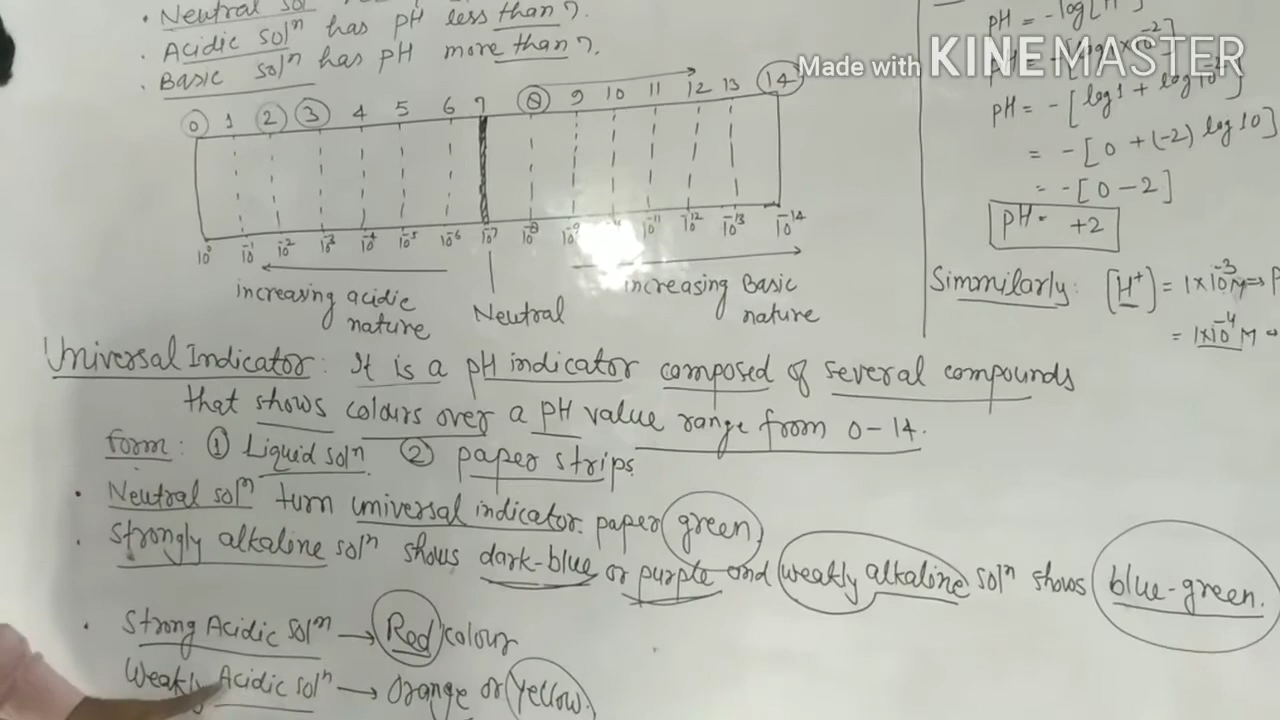 • Neutral sol
• Acidic solⁿ has pH less than 7.
• Basic solⁿ has pH more than 7.
0 1 2 3 4 5 6 7 8 9 10 11 12 13 14
10⁰ 10⁻¹ 10⁻² 10⁻³ 10⁻⁴ 10⁻⁵ 10⁻⁶ 10⁻⁷ 10⁻⁸ 10⁻⁹ 10⁻¹¹ 10⁻¹² 10⁻¹³ 10⁻¹⁴
increasing acidic nature
Neutral
increasing Basic nature
Universal Indicator: It is a pH indicator composed of several compounds
that shows colours over a pH value range from 0-14.
form: ① Liquid solⁿ ② paper strips
• Neutral solⁿ turn universal indicator paper green.
• Strongly alkaline solⁿ shows dark-blue or purple and weakly alkaline solⁿ shows blue-green.
• Strong Acidic solⁿ → Red colour
Weakly Acidic solⁿ → Orange or Yellow.
pH = -log[H⁺
pH =
pH = -[log1 + log10⁻²]
= -[0 + (-2) log 10]
= -[0 - 2]
pH = +2
Simmilarly: [H⁺] = 1×10⁻³M ⇒ P
= 1×10⁻⁴ M
Made with KINEMASTER